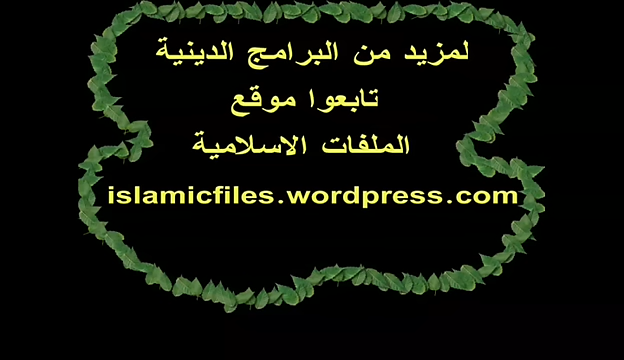 لمزيد من البرامج الدينية
تابعوا موقع
الملفات الاسلامية
islamicfiles.wordpress.com